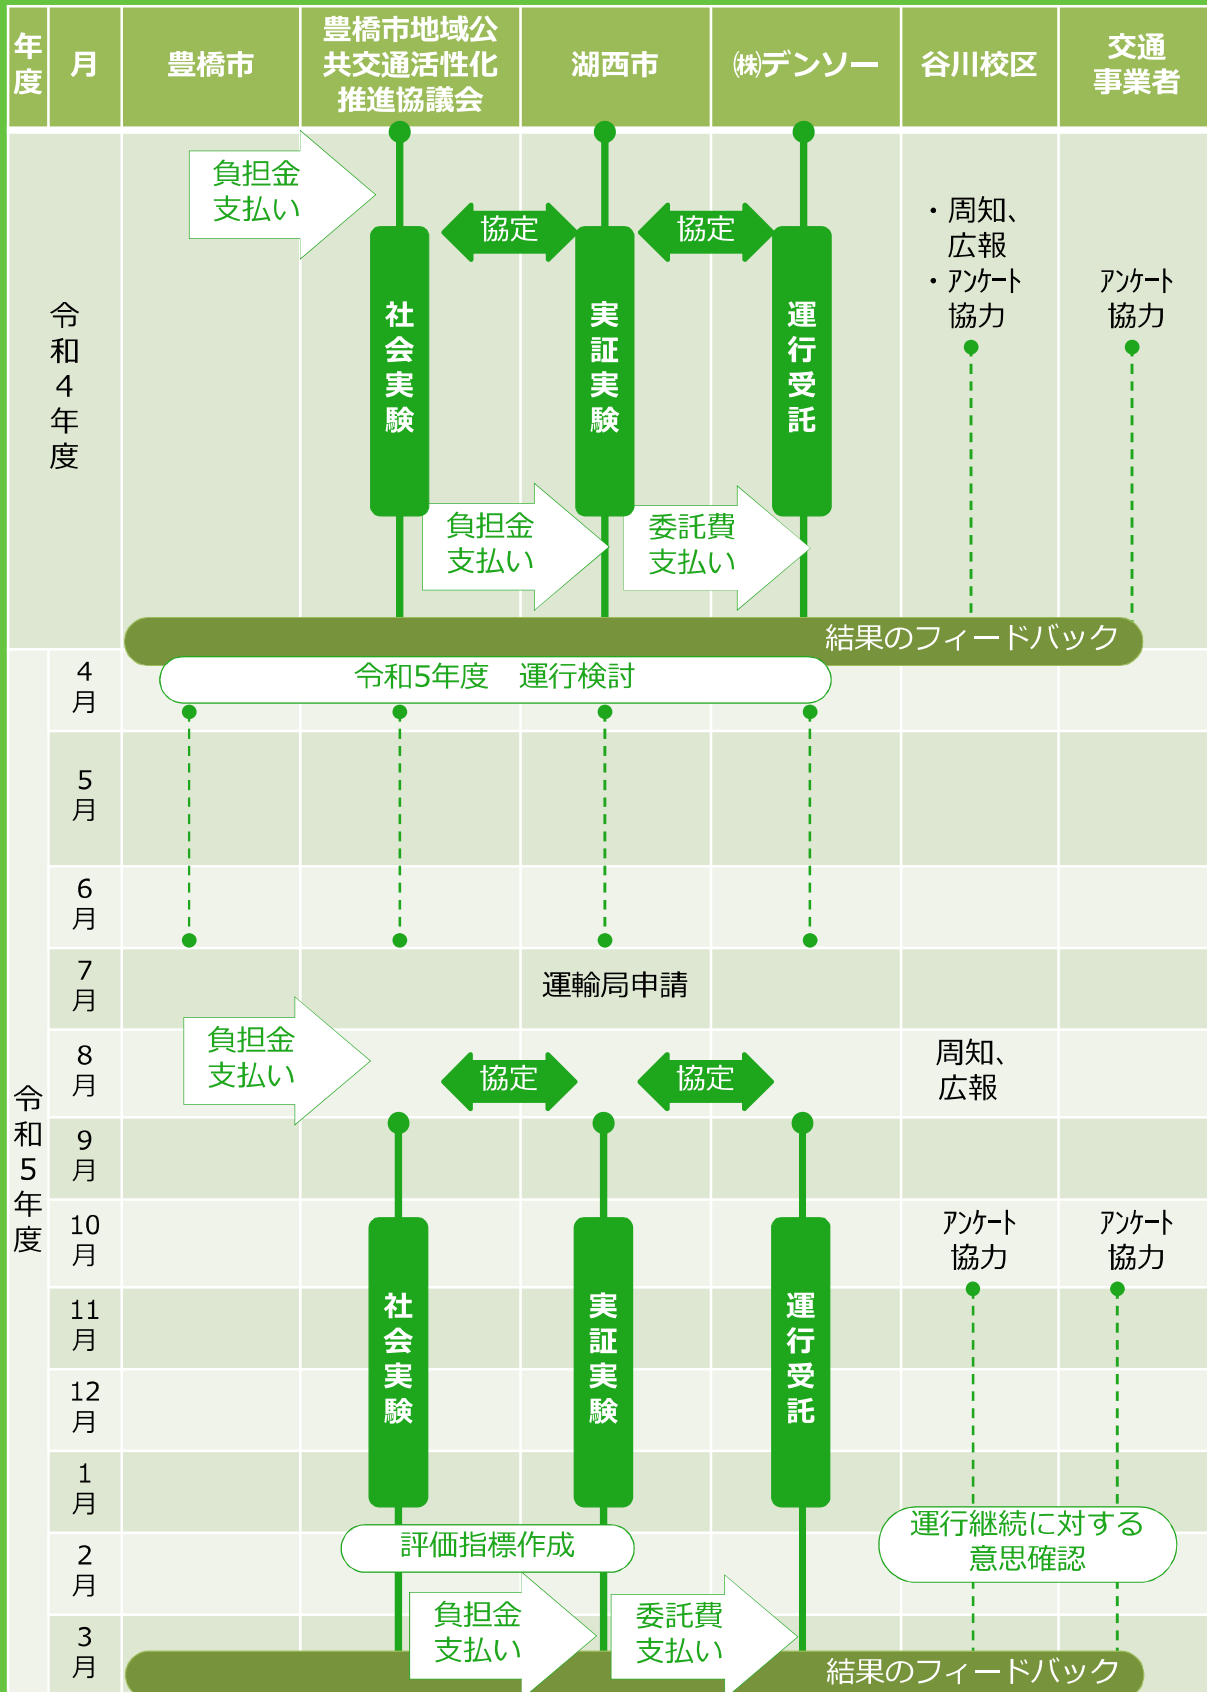 年度
月
豊橋市
豊橋市地域公
共交通活性化
推進協議会
湖西市
㈱デンソー
谷川校区
交通
事業者
令和4年度
負担金
支払い
協定
協定
社会実験
実証実験
運行受託
・周知、
広報
・ｱﾝｹｰﾄ
協力
ｱﾝｹｰﾄ
協力
負担金
支払い
委託費
支払い
結果のフィードバック
令和5年度
4
月
令和5年度　運行検討
5
月
6
月
7
月
運輸局申請
8
月
負担金
支払い
協定
協定
周知、
広報
9
月
10
月
ｱﾝｹｰﾄ
協力
ｱﾝｹｰﾄ
協力
社会実験
実証実験
運行受託
11
月
12
月
1
月
運行継続に対する
意思確認
2
月
評価指標作成
3
月
負担金
支払い
委託費
支払い
結果のフィードバック